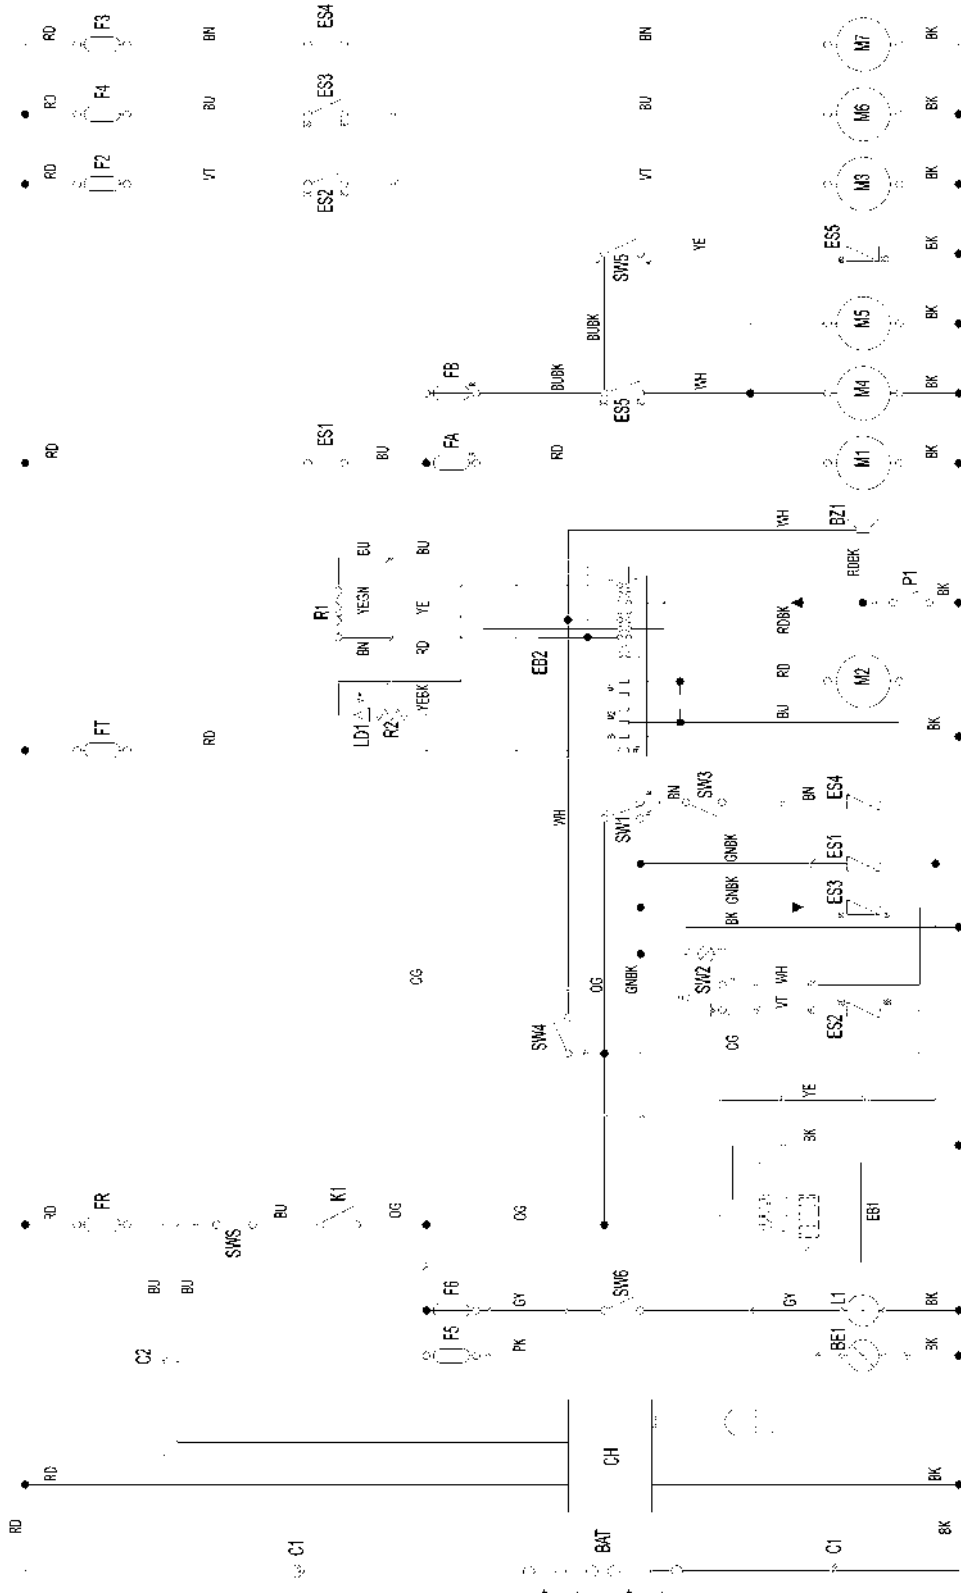 RD
F3
BN
ES4
BN
M7
BK
RD
F4
BU
ES3
BU
M6
BK
RD
F2
VT
ES2
VT
M3
BK
BUBK
SW5
YE
ES5
BK
M5
BK
FB
BUBK
ES5
WH
M4
BK
RD
ES1
BU
FA
RD
M1
BK
WH
BZ1
R1
BU
BU
YEGN
YE
BN
RD
RDBK
RDBK
P1
BK
EB2
LD1
R2
YEBK
RD
M2
BU
BK
FT
RD
WH
SW1
BN
SW3
BN
ES4
GNBK
ES1
GNBK
ES3
BK
OG
OG
GNBK
SW2
WH
VT
ES2
SW4
OG
YE
BK
RD
FR
SWS
BU
K1
OG
OG
EB1
BU
BU
F6
GY
SW6
GY
L1
BK
C2
F5
PK
BE1
BK
RD
CH
BK
RD
C1
BAT
C1
BK